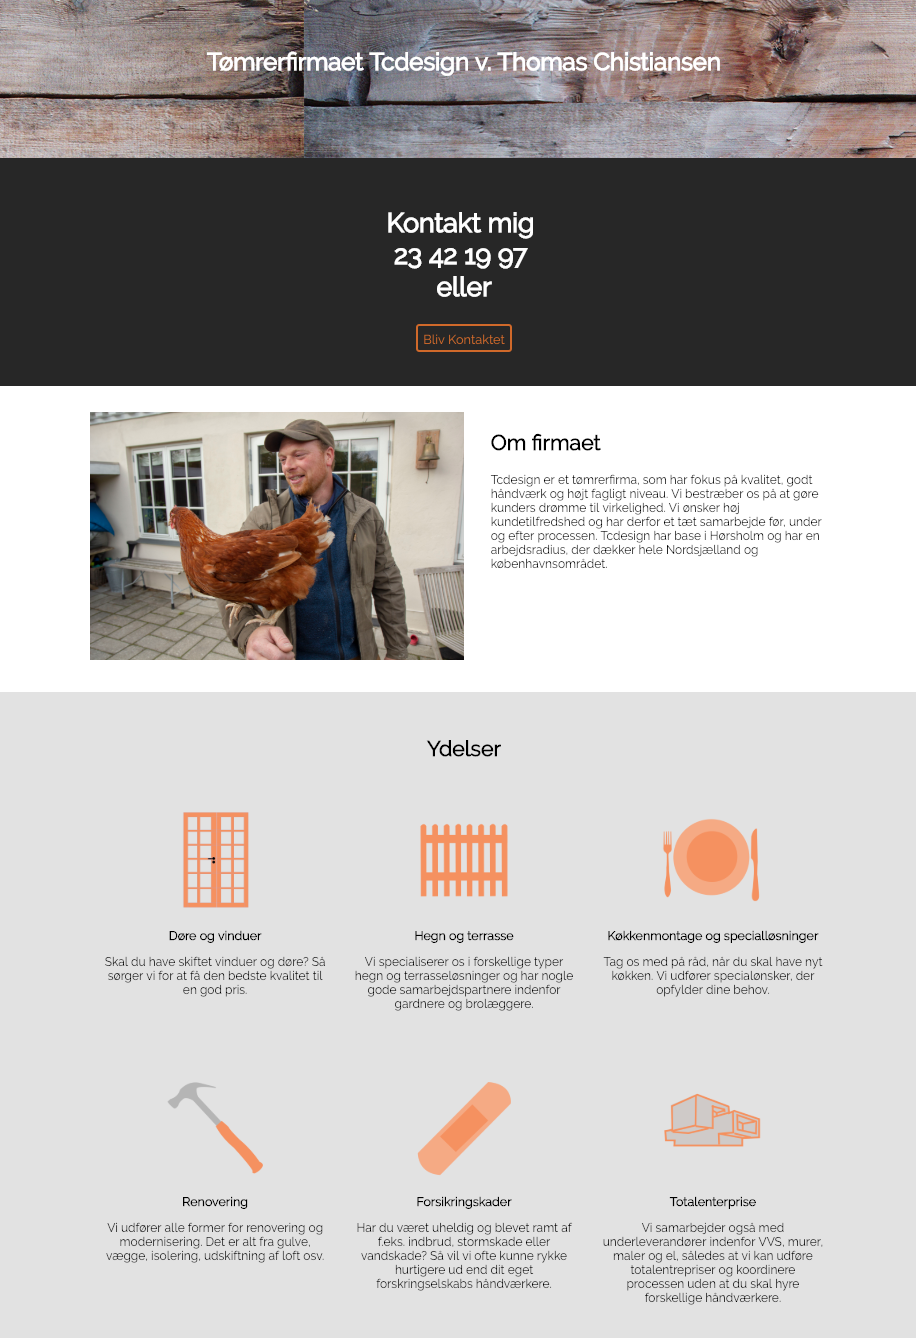 Tømrerfirmaet Tcdesign v. Thomas Chistiansen
Kontakt mig
23 42 19 97
eller
Bliv Kontaktet
Om firmaet
Tcdesign er et tømrerfirma, som har fokus på kvalitet, godt
håndværk og højt fagligt niveau. Vi bestræber os på at gøre
kunders drømme til virkelighed. Vi ønsker høj
kundetilfredshed og har derfor et tæt samarbejde før, under
og efter processen. Tcdesign har base i Hørsholm og har en
arbejdsradius, der dækker hele Nordsjælland og
københavnsområdet.
Ydelser
Døre og vinduer
Skal du have skiftet vinduer og døre? Så
sørger vi for at få den bedste kvalitet til
en god pris.
Hegn og terrasse
Vi specialiserer os i forskellige typer
hegn og terrasseløsninger og har nogle
gode samarbejdspartnere indenfor
gardnere og brolæggere.
Køkkenmontage og specialløsninger
Tag os med på råd, når du skal have nyt
køkken. Vi udfører specialønsker, der
opfylder dine behov.
Renovering
Vi udfører alle former for renovering og
modernisering. Det er alt fra gulve,
vægge, isolering, udskiftning af loft osv.
Forsikringskader
Har du været uheldig og blevet ramt af
f.eks. indbrud, stormskade eller
vandskade? Så vil vi ofte kunne rykke
hurtigere ud end dit eget
forskringselskabs håndværkere.
Totalenterprise
Vi samarbejder også med
underleverandører indenfor VVS, murer,
maler og el, således at vi kan udføre
totalentrepriser og koordinere
processen uden at du skal hyre
forskellige håndværkere.